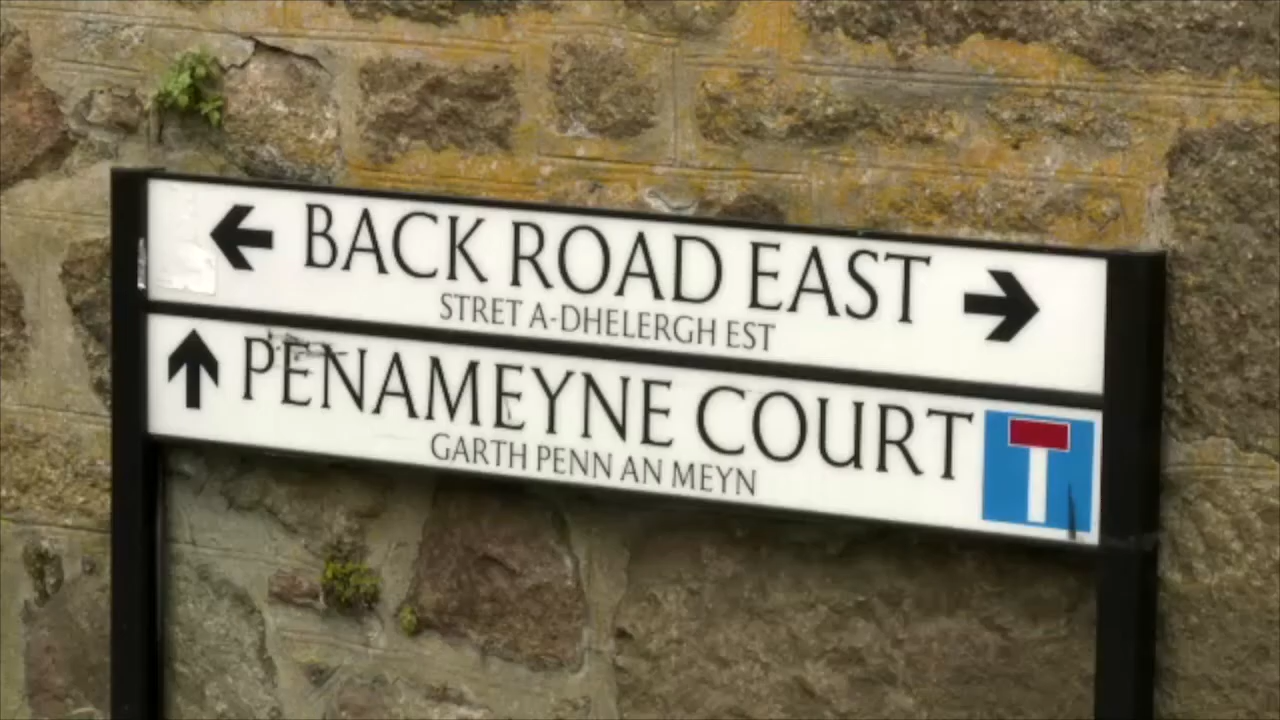 BACK ROAD EAST
STRET A-DHELERGH EST
PENAMEYNE COURT
GARTH PENN AN MEYN